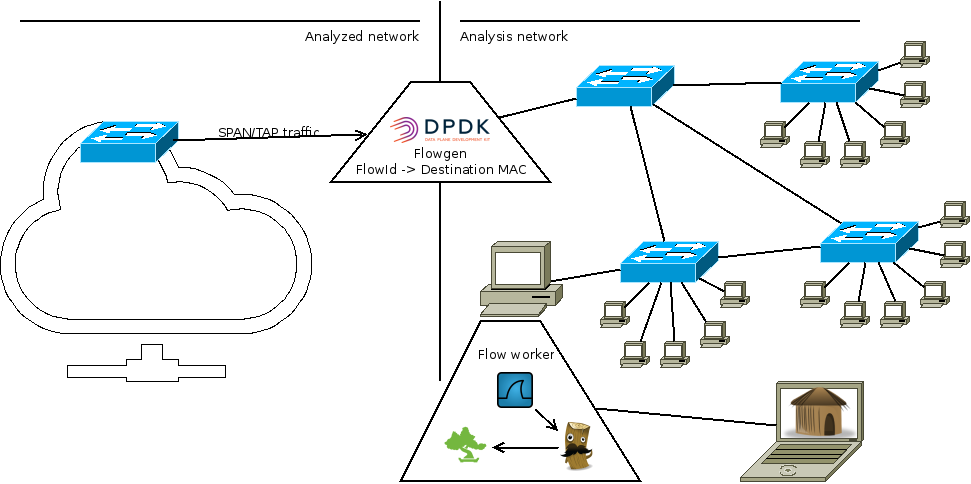 Analyzed network
Analysis network
SPAN/TAP traffic
DPDK
DATA PLANE DEVELOPMENT KIT
Flowgen
FlowId -> Destination MAC
Flow worker